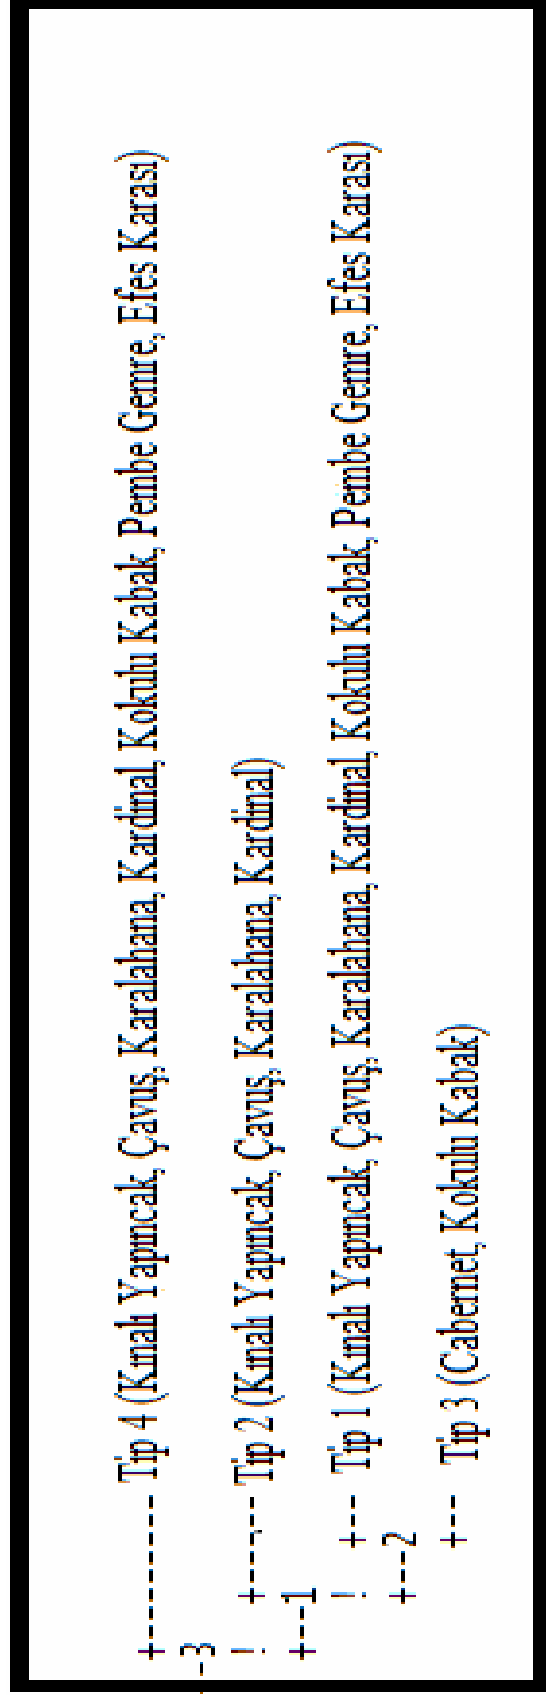 +----------- Tip 4 (Kınalı Yapıncak, Çavuş, Karalahana, Kardinal, Kokulu Kabak, Pembe Gemre, Efes Karası)
--3
! +------ Tip 2 (Kınalı Yapıncak, Çavuş, Karalahana, Kardinal)
+--1
! +--- Tip 1 (Kınalı Yapıncak, Çavuş, Karalahana, Kardinal, Kokulu Kabak, Pembe Gemre, Efes Karası)
+--2
+--- Tip 3 (Cabernet, Kokulu Kabak)